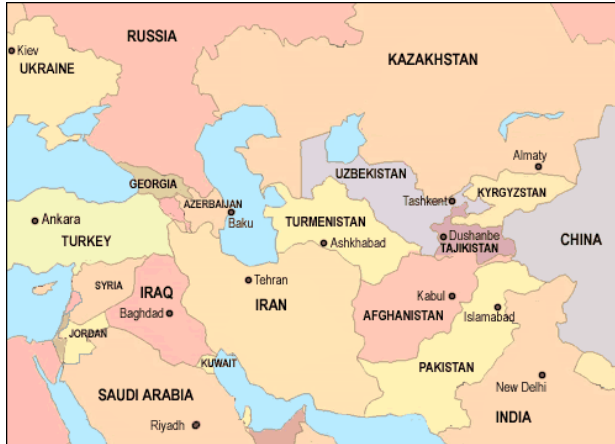 RUSSIA
Kiev
UKRAINE
KAZAKHSTAN
Almaty
UZBEKISTAN
GEORGIA
KYRGYZSTAN
Tashkent
AZERBAIJAN
Baku
Ankara
TURKEY
TURMENISTAN
Dushanbe
TAJIKISTAN
CHINA
Ashkhabad
SYRIA
IRAQ
Tehran
IRAN
Kabul
AFGHANISTAN
Islamabad
Baghdad
JORDAN
KUWAIT
PAKISTAN
New Delhi
SAUDI ARABIA
Riyadh
INDIA